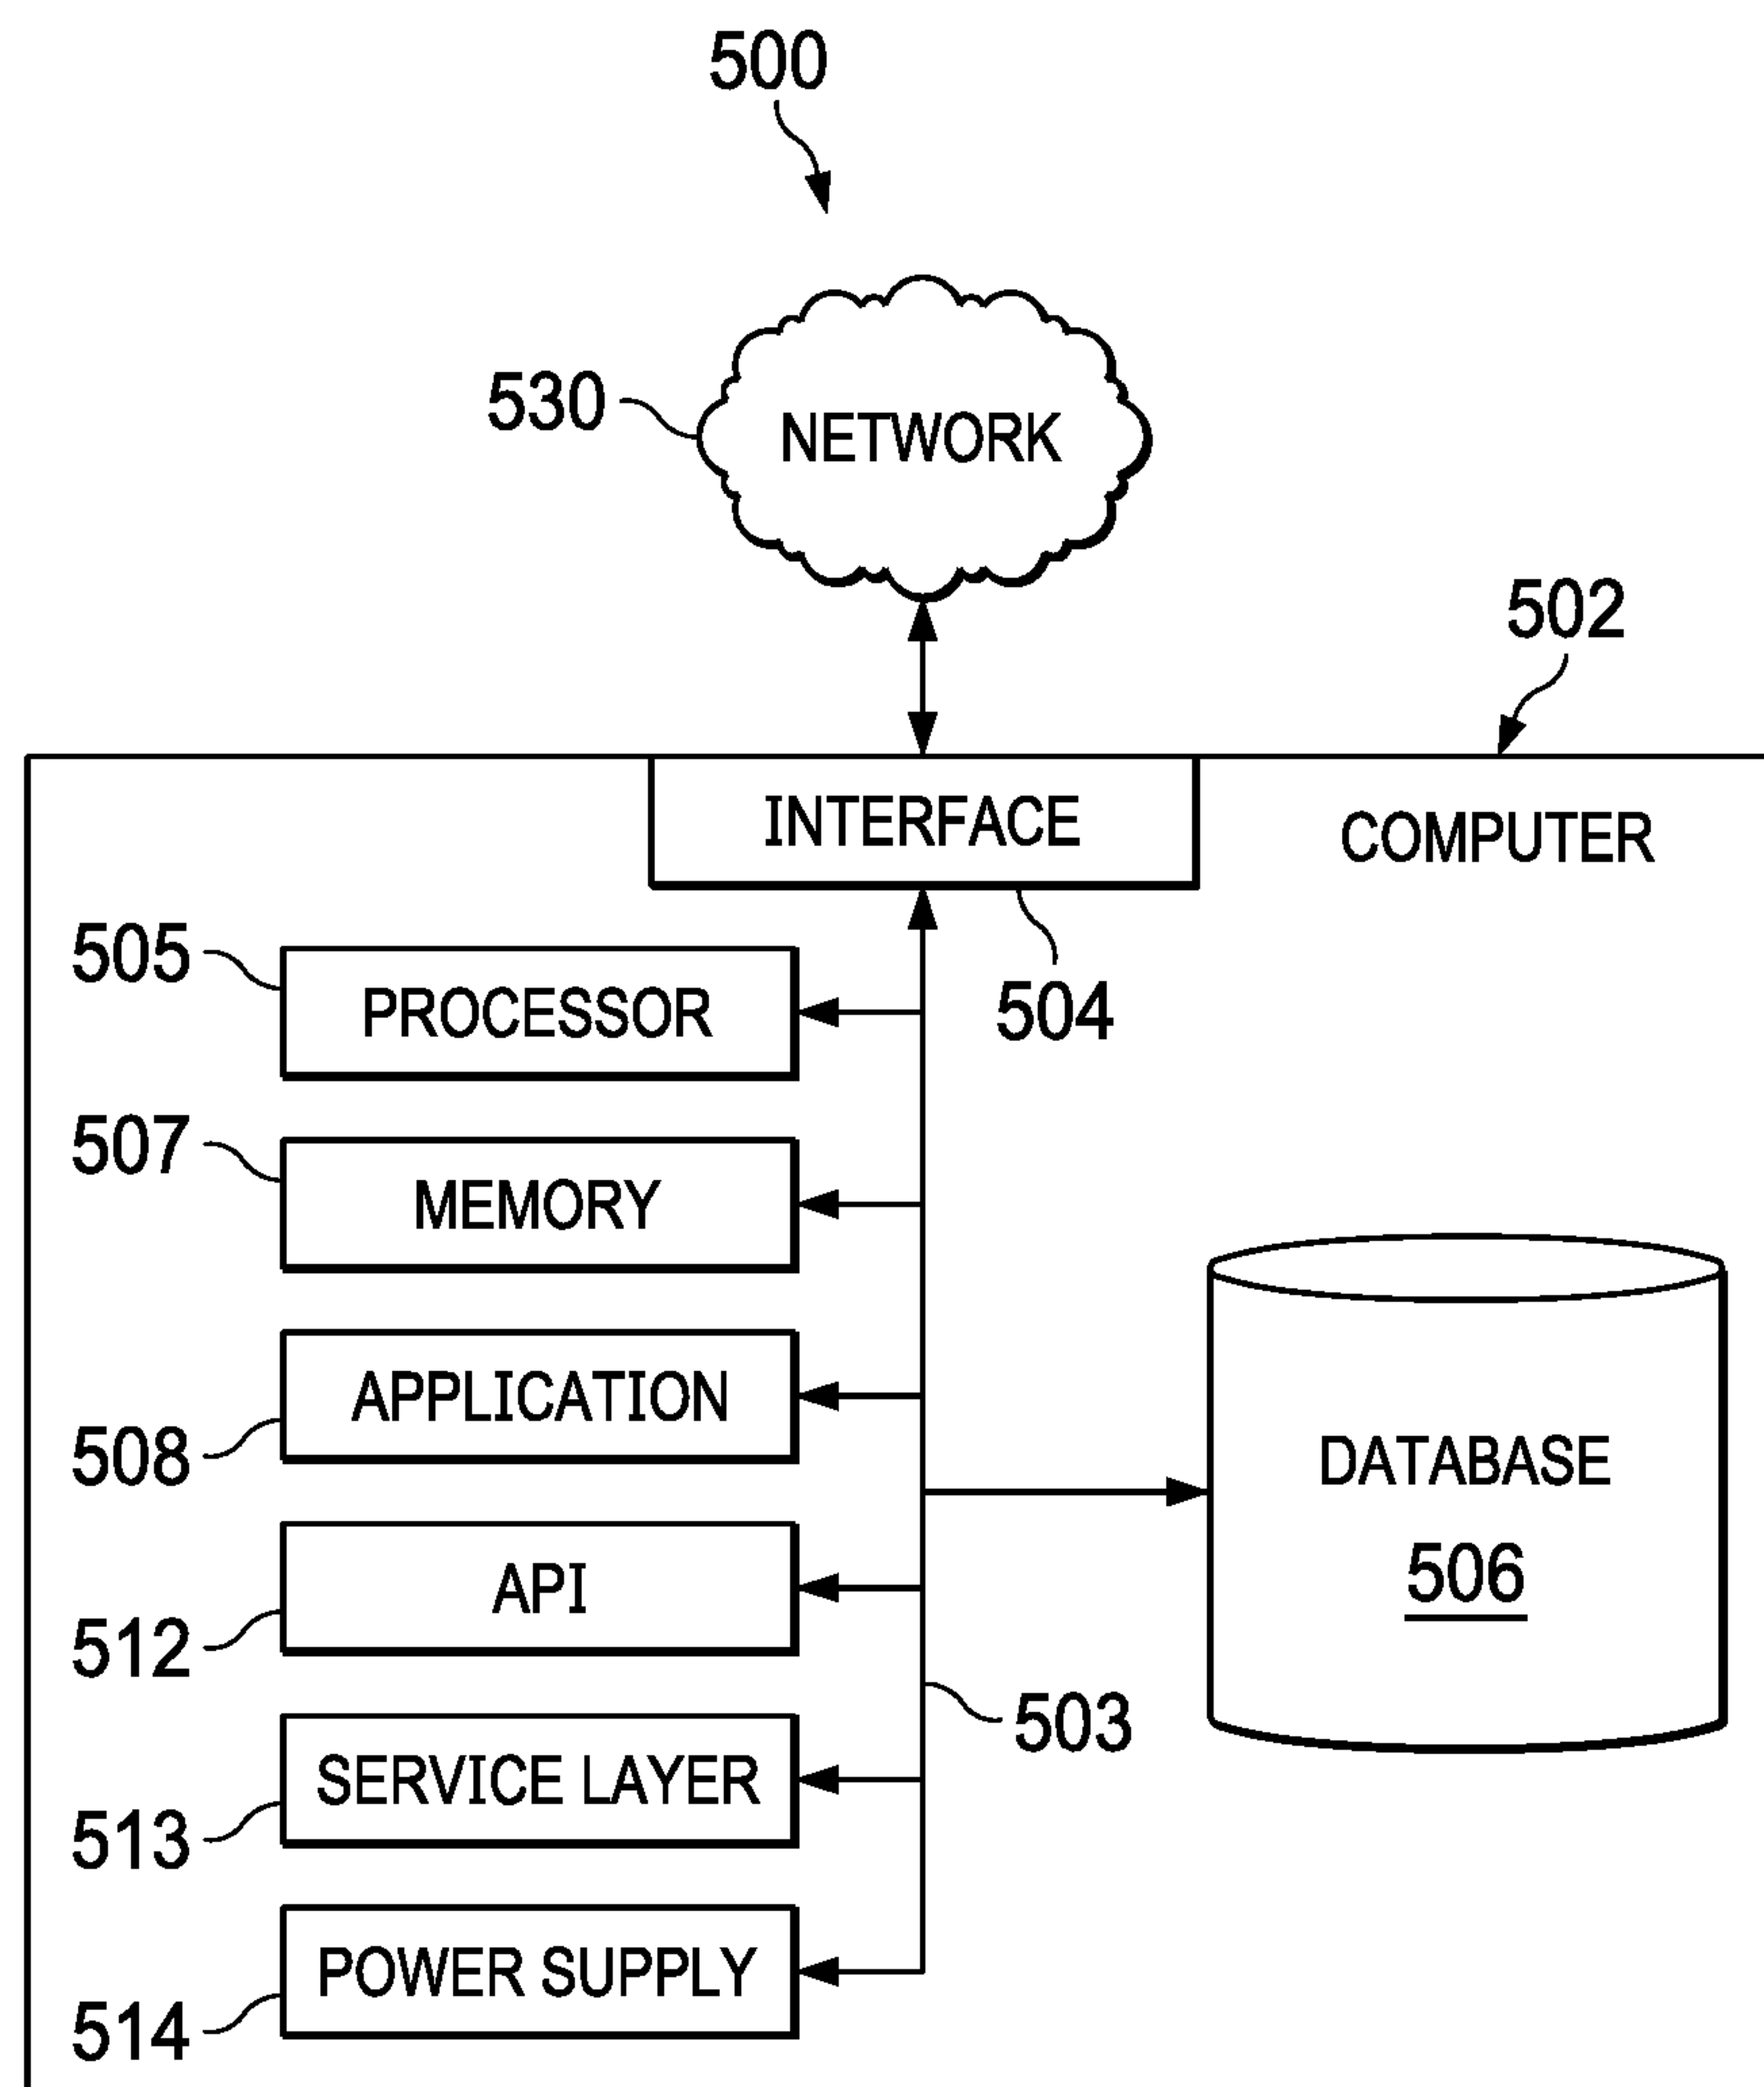 500
530
NETWORK
502
INTERFACE
COMPUTER
505
PROCESSOR
504
507
MEMORY
APPLICATION
508
DATABASE
506
API
512
503
SERVICE LAYER
513
POWER SUPPLY
514